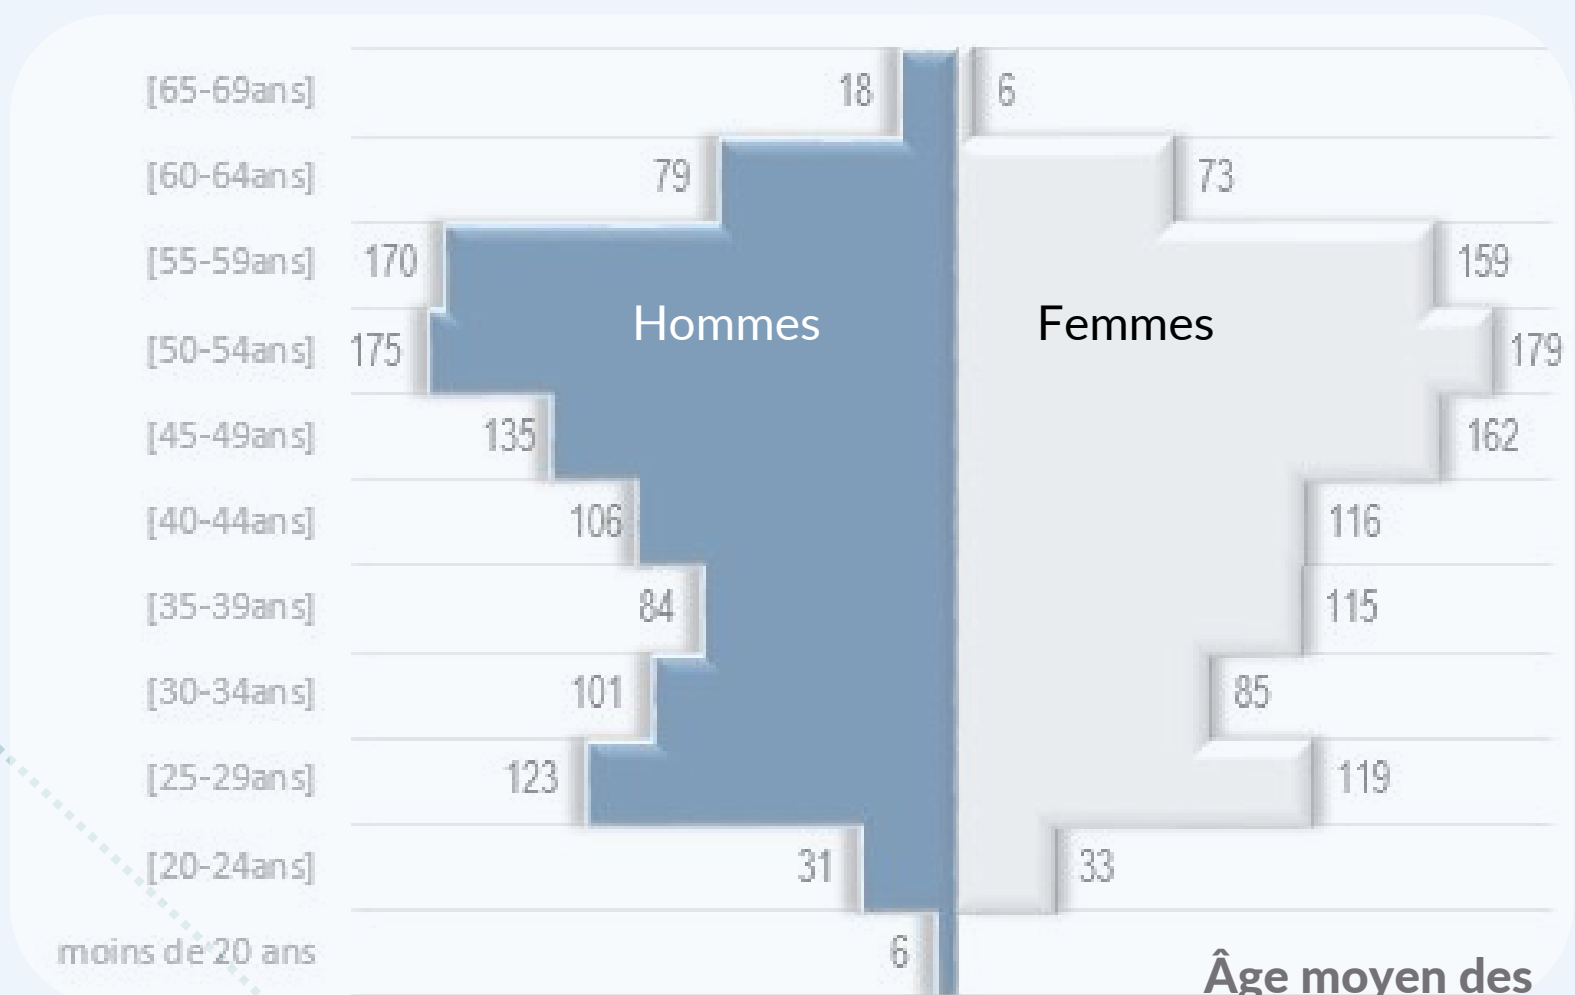 [65-69ans] 18 6
[60-64ans] 79 73
[55-59ans] 170 159
Hommes Femmes
[50-54ans] 175 179
[45-49ans] 135 162
[40-44ans] 106 116
[35-39ans] 84 115
[30-34ans] 101 85
[25-29ans] 123 119
[20-24ans] 31 33
moins de 20 ans 6
Âge moyen des